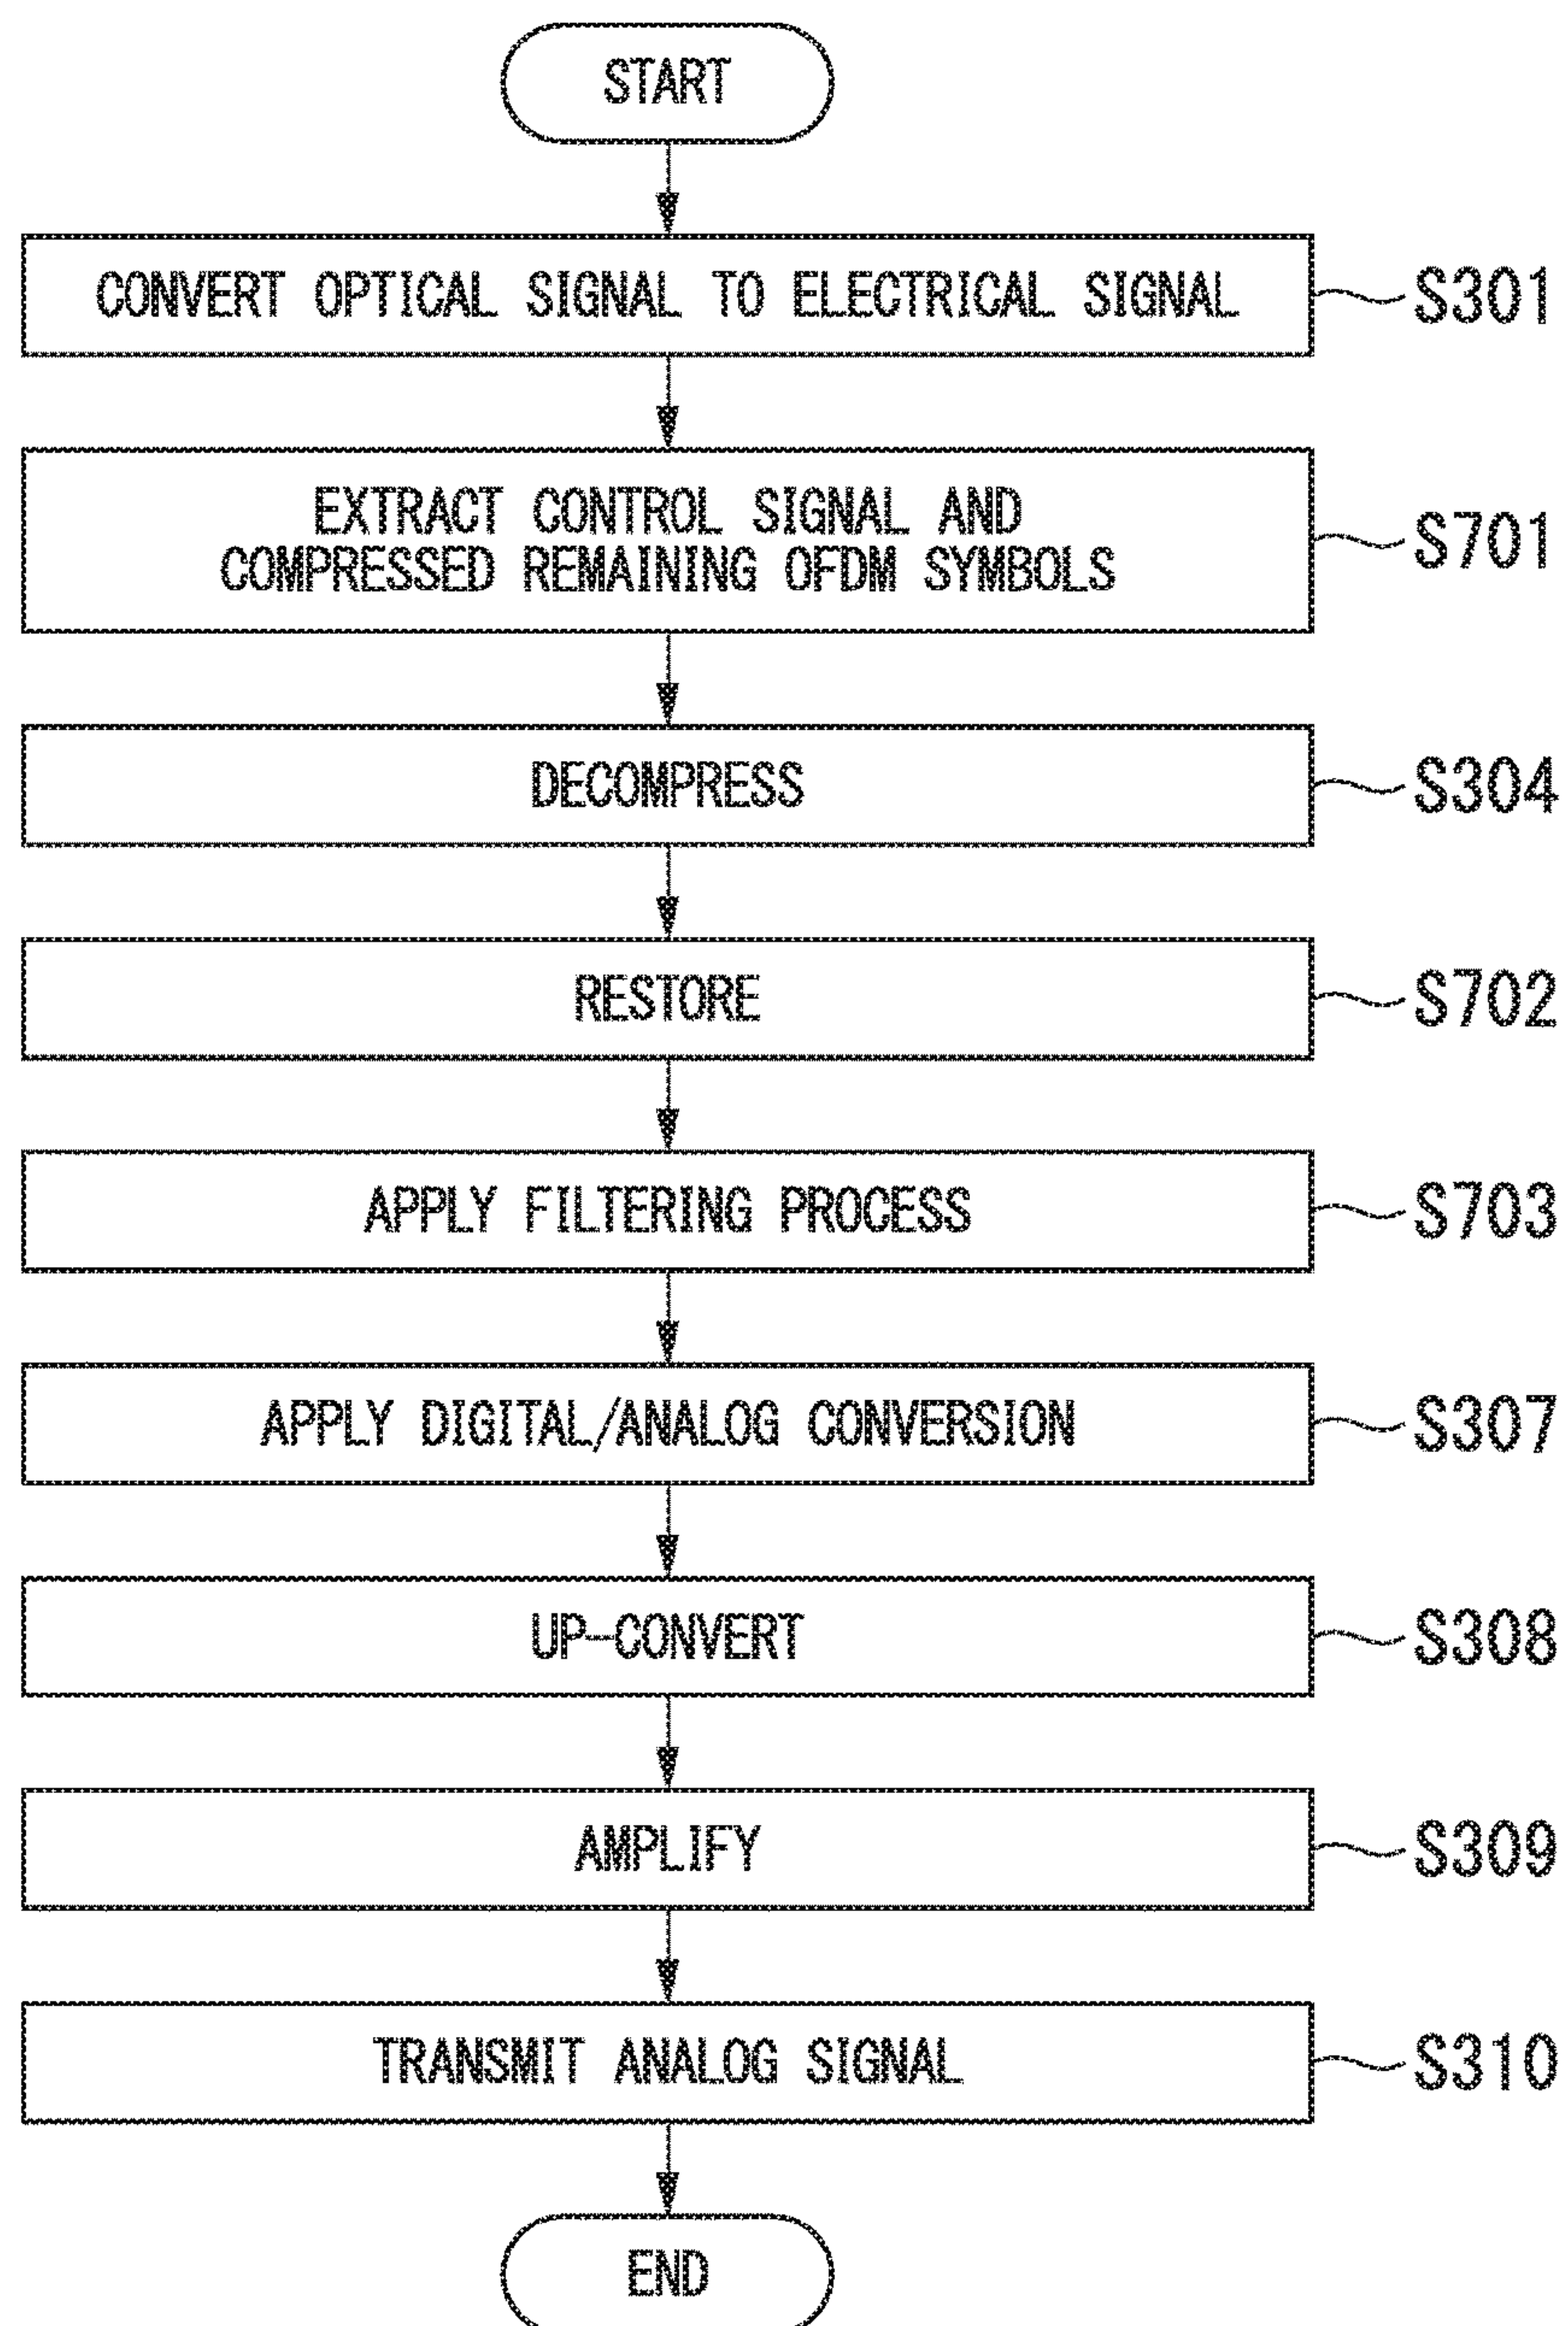 START
CONVERT OPTICAL SIGNAL TO ELECTRICAL SIGNAL
S301
EXTRACT CONTROL SIGNAL AND
COMPRESSED REMAINING OFDM SYMBOLS
S701
DECOMPRESS
S304
RESTORE
S702
APPLY FILTERING PROCESS
S703
APPLY DIGITAL/ANALOG CONVERSION
S307
UP-CONVERT
S308
AMPLIFY
S309
TRANSMIT ANALOG SIGNAL
S310
END